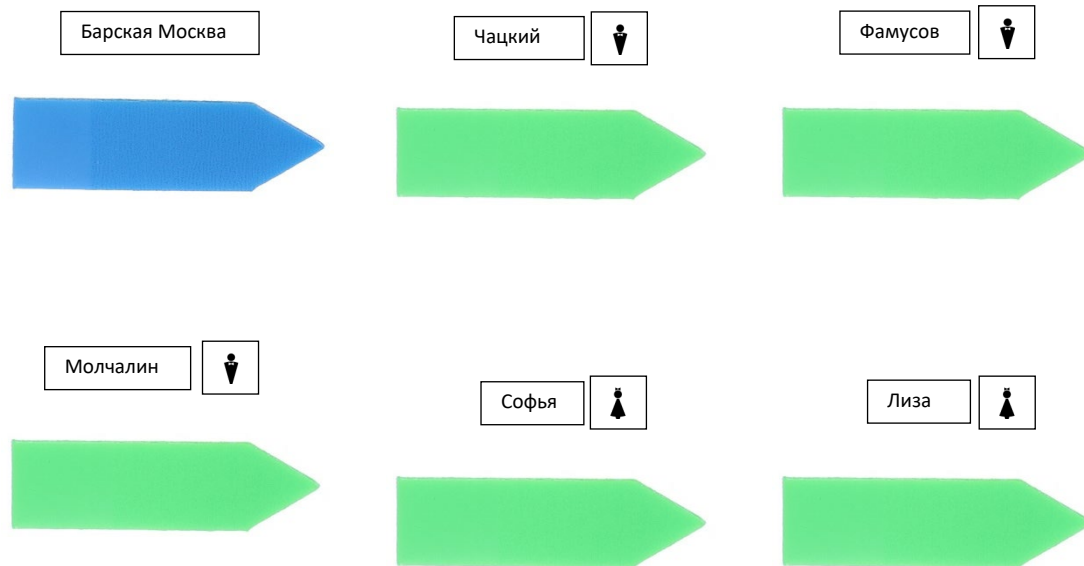 Барская Москва
Чацкий
Фамусов
Молчалин
Софья
Лиза